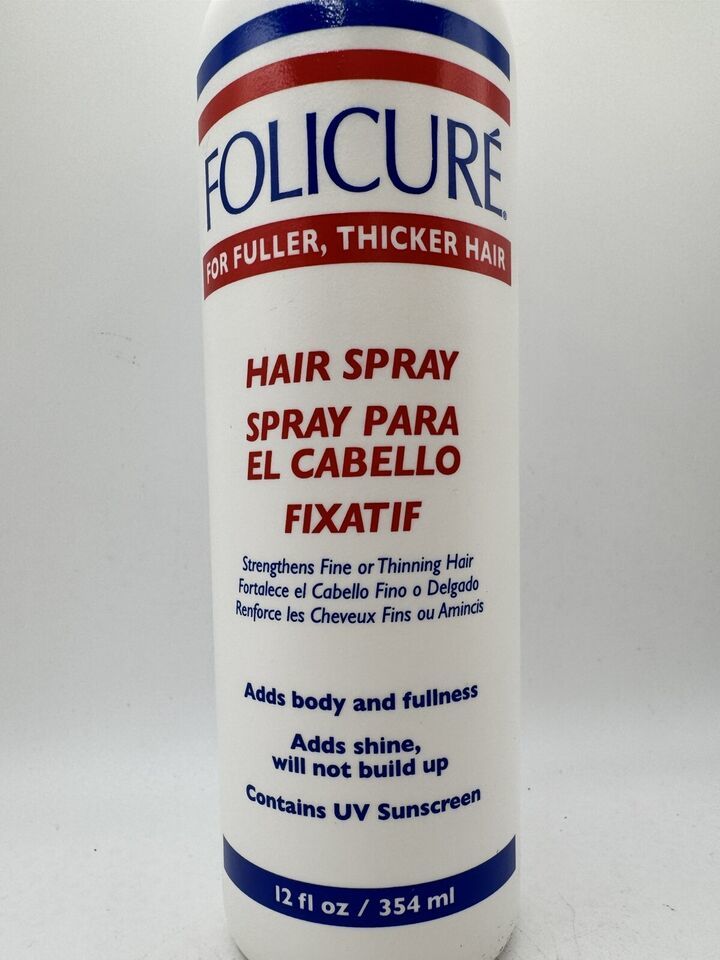 FOLICURÉ®
FOR FULLER, THICKER HAIR
HAIR SPRAY
SPRAY PARA
EL CABELLO
FIXATIF
Strengthens Fine or Thinning Hair
Fortalece el Cabello Fino o Delgado
Renforce les Cheveux Fins ou Amincis
Adds body and fullness
Adds shine,
will not build up
Contains UV Sunscreen
12 fl oz / 354 ml